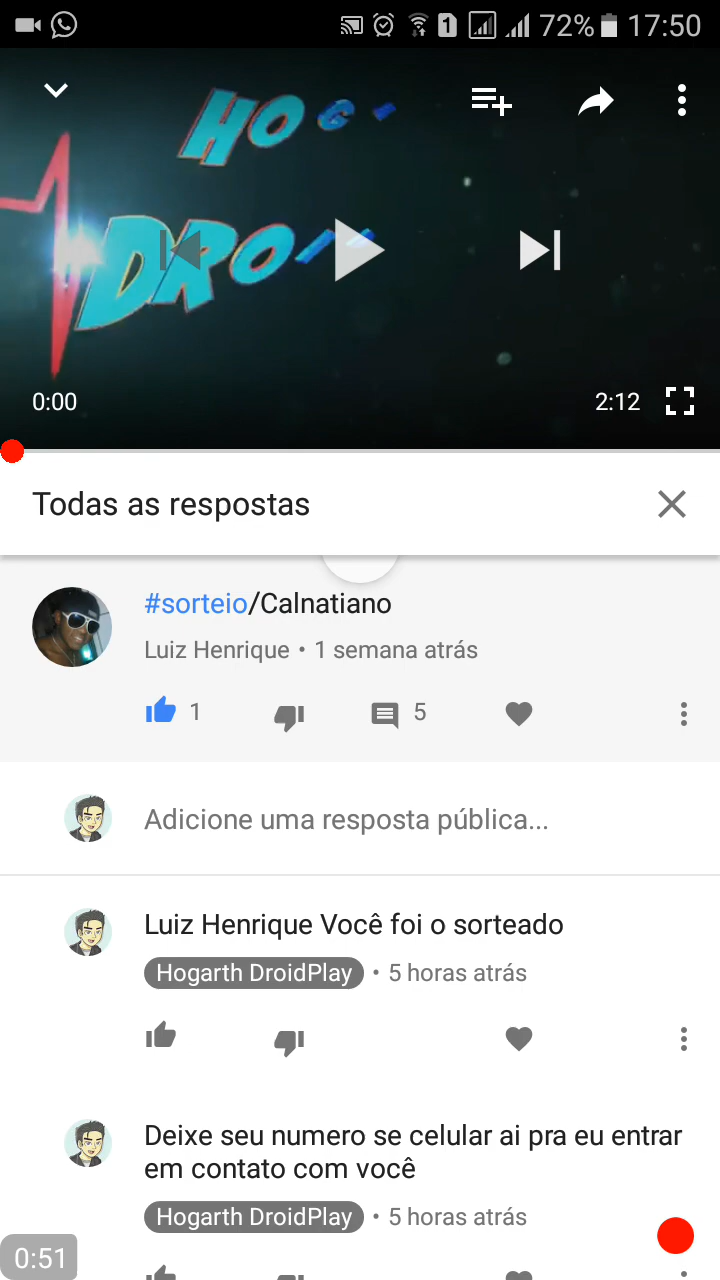 1 72% 17:50
HOG
DRO
0:00 2:12
Todas as respostas
#sorteio/Calnatiano
Luiz Henrique • 1 semana atrás
1 5
Adicione uma resposta pública...
Luiz Henrique Você foi o sorteado
Hogarth DroidPlay • 5 horas atrás
Deixe seu numero se celular ai pra eu entrar
em contato com você
Hogarth DroidPlay • 5 horas atrás
0:51